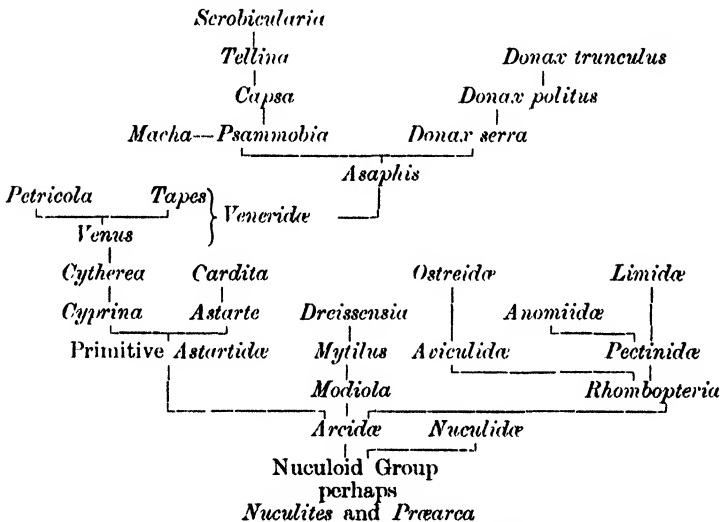 Scrobicularia
Tellina Donax trunculus
Capsa Donax politus
Macha—Psammobia Donax serra
Asaphis
Petricola Tapes } Veneridæ
Venus
Cytherea Cardita Ostreidæ Limidæ
Cyprina Astarte Dreissensia Anomiidæ
Primitive Astartidæ Mytilus Aviculidæ Pectinidæ
Modiola Rhombopteria
Arcidæ Nuculidæ
Nuculoid Group
perhaps
Nuculites and Præarca